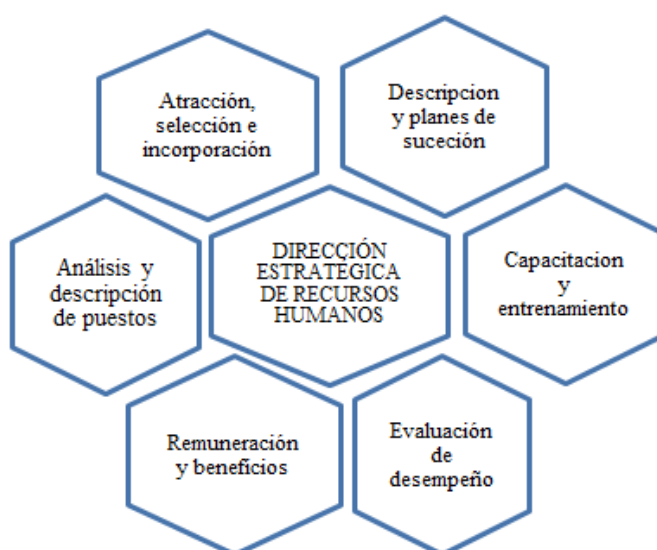 Atracción,
selección e
incorporación
Descripcion
y planes de
suceción
Análisis y
descripción
de puestos
DIRECCIÓN
ESTRATÉGICA
DE RECURSOS
HUMANOS
Capacitacion
y
entrenamiento
Remuneración
y beneficios
Evaluación
de
desempeño